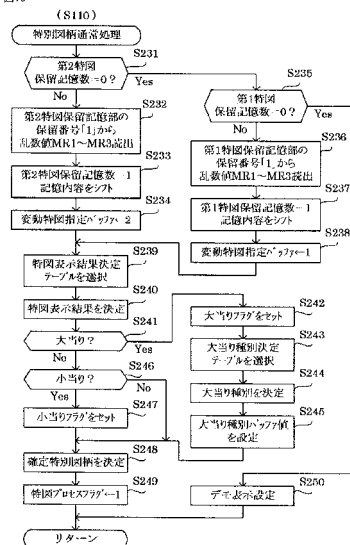 (S110)
特別図柄通常処理
S231
第2特図
保留記憶数=0？
Yes
No
S232
第2特図保留記憶部の
保留番号「1」から
乱数値MR1～MR3読出
S233
第2特図保留記憶数－1
記憶内容をシフト
S234
変動特図指定バッファ←2
S235
第1特図
保留記憶数=0？
Yes
No
S236
第1特図保留記憶部の
保留番号「1」から
乱数値MR1～MR3読出
S237
第1特図保留記憶数－1
記憶内容をシフト
S238
変動特図指定バッファ←1
S239
特図表示結果決定
テーブルを選択
S240
特図表示結果を決定
S241
大当り？
Yes
No
S242
大当りフラグをセット
S243
大当り種別決定
テーブルを選択
S244
大当り種別を決定
S245
大当り種別バッファ値
を設定
S246
小当り？
No
Yes
S247
小当りフラグをセット
S248
確定特別図柄を決定
S249
特図プロセスフラグ←1
S250
デモ表示設定
リターン